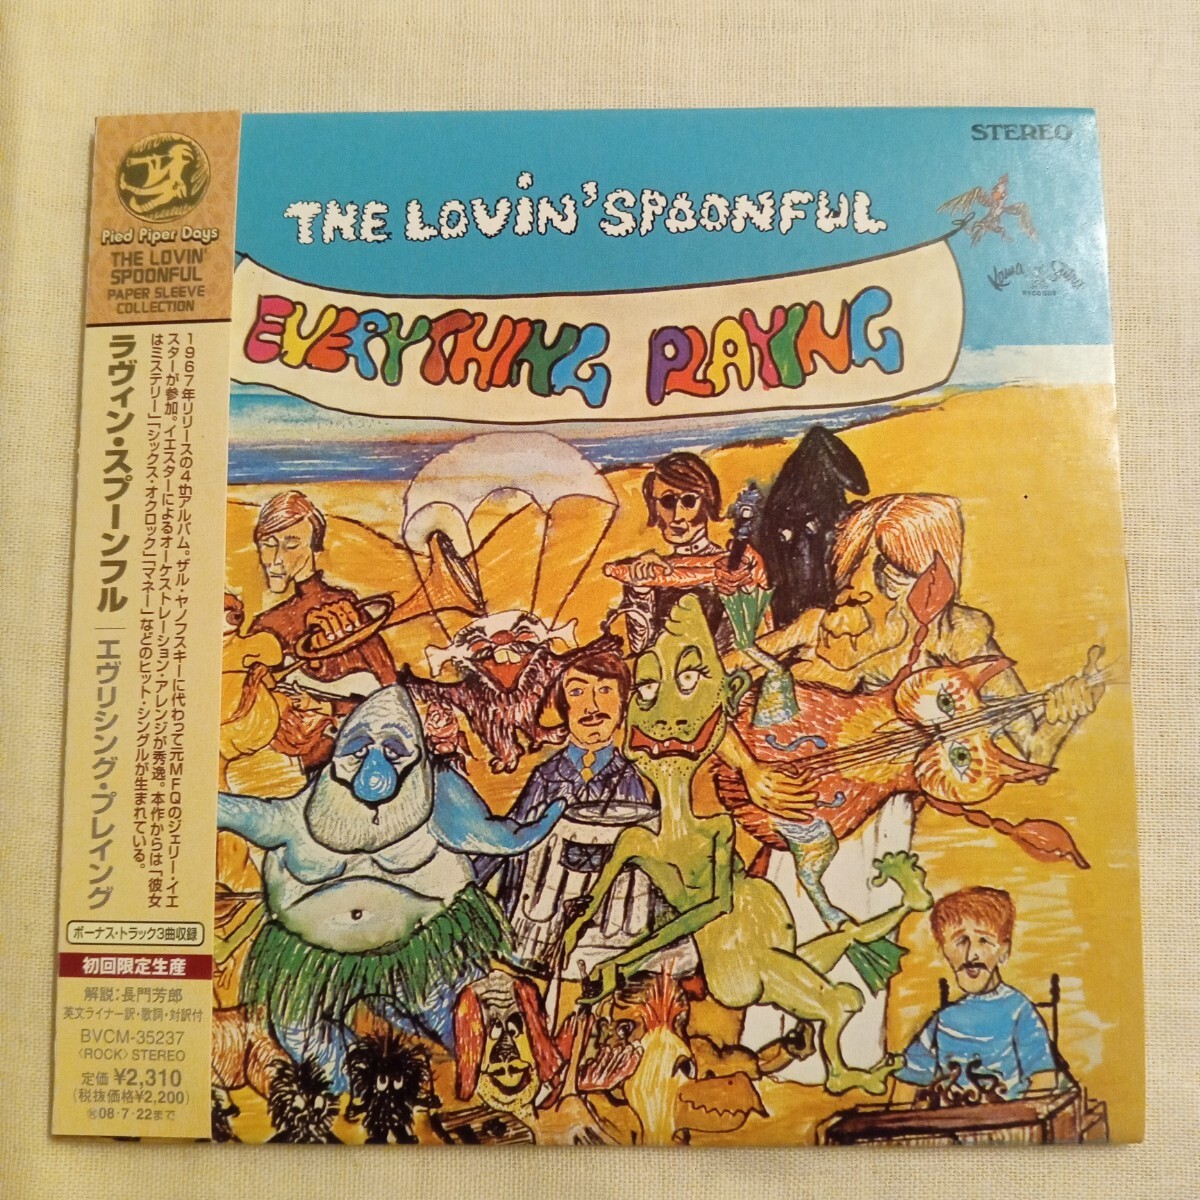 Pied Piper Days
THE LOVIN'
SPOONFUL
PAPER SLEEVE
COLLECTION
1967年リリースの4thアルバム。ザル・ヤノフスキーに代わって元MFQのジェリー・イエ
スターが参加。イエスターによるオーケストレーション・アレンジが秀逸。本作からは「彼女
はミステリー」「シックス・オクロック」「マネー」などのヒット・シングルが生まれている。
ラヴィン・スプーンフル｜エヴリシング・プレイング
ボーナス・トラック3曲収録
初回限定生産
解説：長門芳郎
英文ライナー訳・歌詞・対訳付
BVCM-35237
〈ROCK〉STEREO
定価 ¥2,310
(税抜価格¥2,200)
㋘08・7・22まで
STEREO
THE LOVIN' SPOONFUL
Kama Sutra
RECORDS
EVERYTHING PLAYING